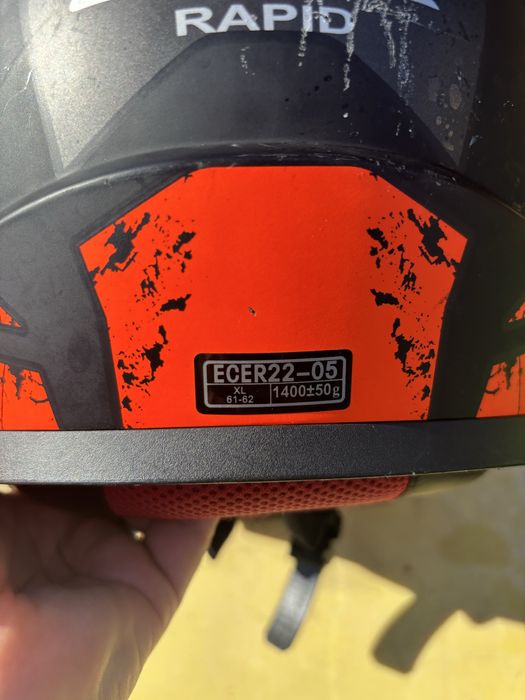 RAPID
ECER22-05
XL
61-62
1400±50g